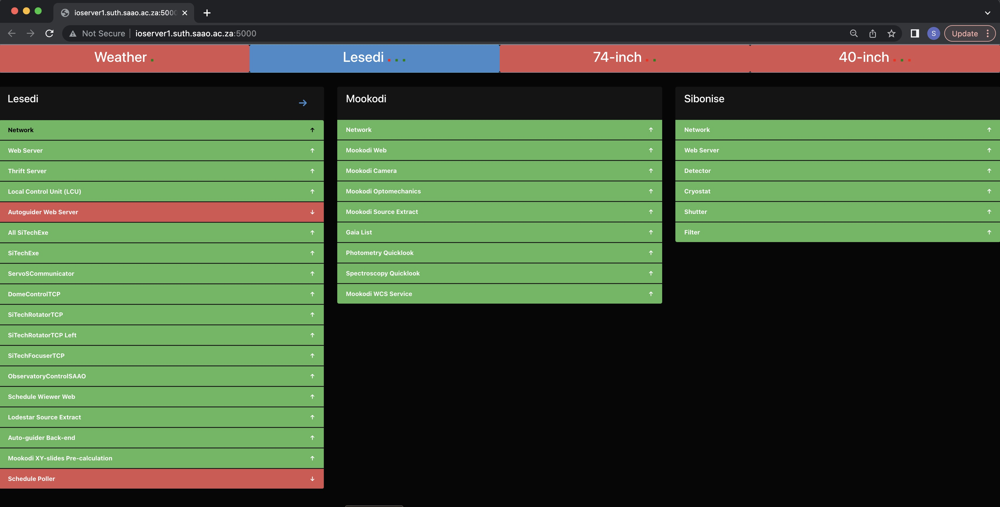 ioserver1.suth.saao.ac.za:5000
Not Secure
ioserver1.suth.saao.ac.za:5000
S
Update
Weather
Lesedi
74-inch
40-inch
Lesedi
Network
Web Server
Thrift Server
Local Control Unit (LCU)
Autoguider Web Server
All SiTechExe
SiTechExe
ServoSCommunicator
DomeControlTCP
SiTechRotatorTCP
SiTechRotatorTCP Left
SiTechFocuserTCP
ObservatoryControlSAAO
Schedule Wiewer Web
Lodestar Source Extract
Auto-guider Back-end
Mookodi XY-slides Pre-calculation
Schedule Poller
Mookodi
Network
Mookodi Web
Mookodi Camera
Mookodi Optomechanics
Mookodi Source Extract
Gaia List
Photometry Quicklook
Spectroscopy Quicklook
Mookodi WCS Service
Sibonise
Network
Web Server
Detector
Cryostat
Shutter
Filter